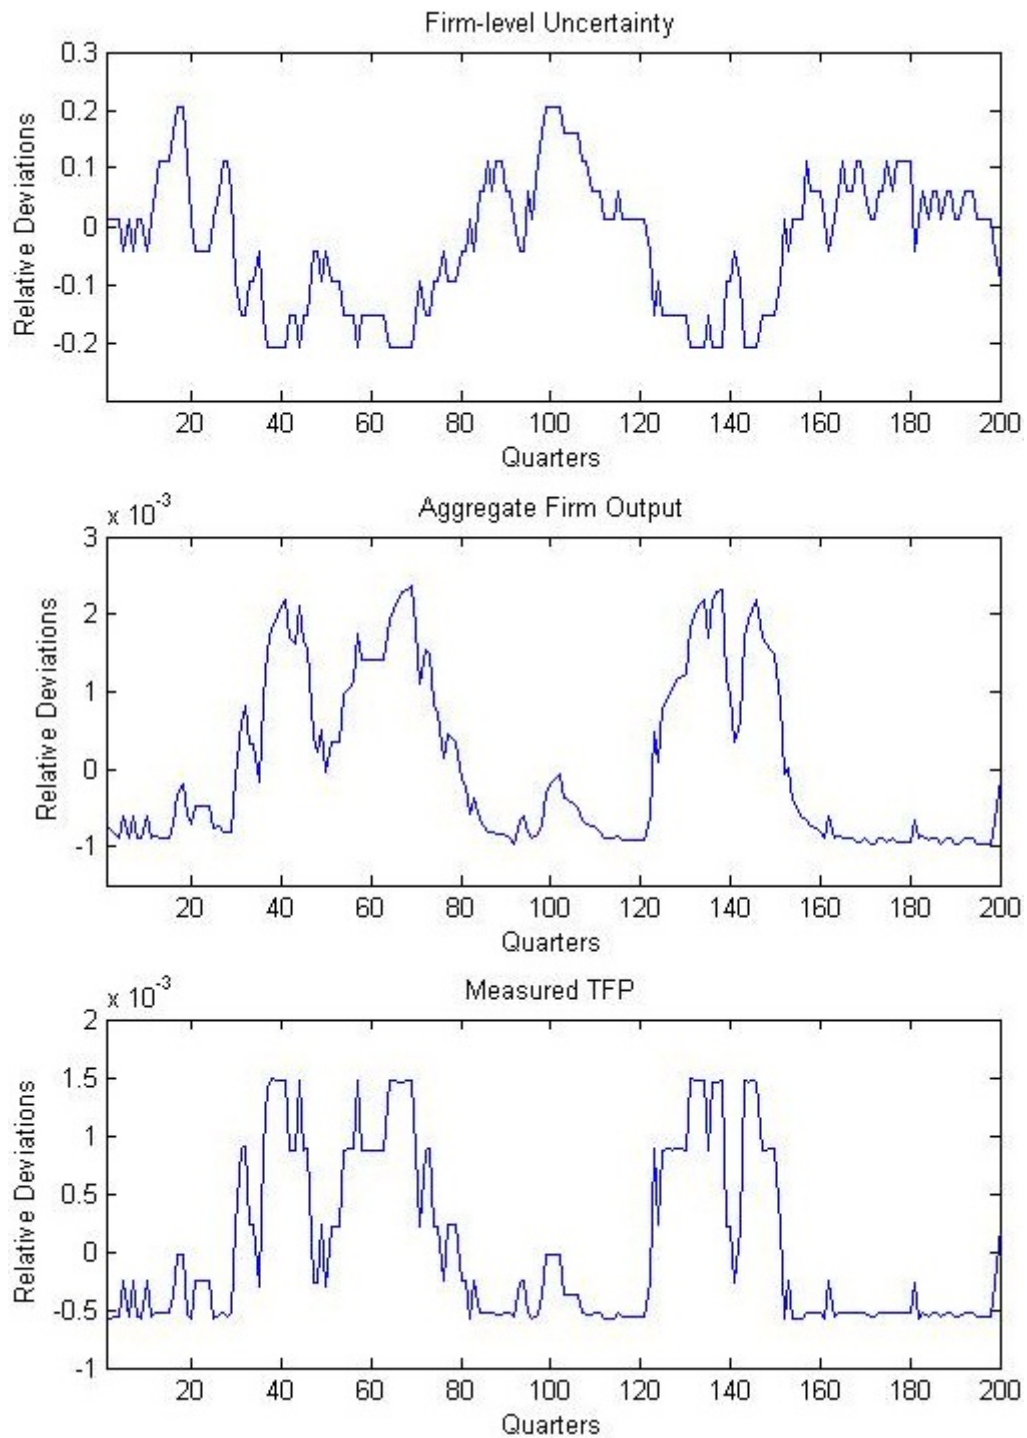 Firm-level Uncertainty
0.3
0.2
0.1
0
-0.1
-0.2
Relative Deviations
20 40 60 80 100 120 140 160 180 200
Quarters
x 10^-3
Aggregate Firm Output
3
2
1
0
-1
Relative Deviations
20 40 60 80 100 120 140 160 180 200
Quarters
x 10^-3
Measured TFP
2
1.5
1
0.5
0
-0.5
-1
Relative Deviations
20 40 60 80 100 120 140 160 180 200
Quarters